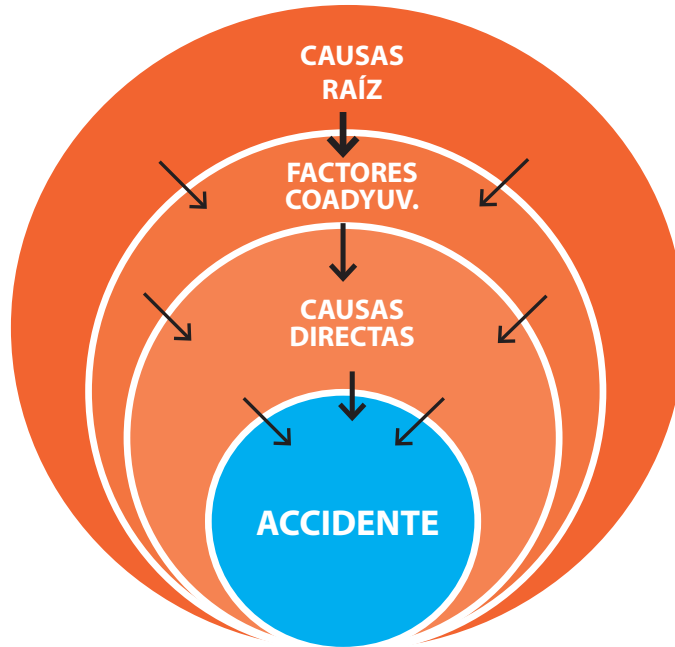 CAUSAS
RAÍZ
FACTORES
COADYUV.
CAUSAS
DIRECTAS
ACCIDENTE